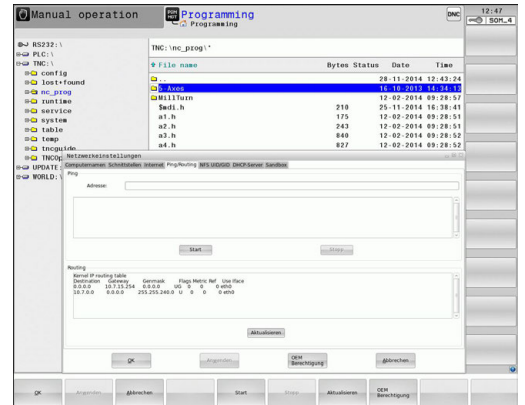 Manual operation
PGM MGT
Programming
Programming
DNC
12:47
SOM_4
RS232:\
PLC:\
TNC:\
config
lost+found
nc_prog
runtime
service
system
table
temp
tncguide
UPDATE:
WORLD:\
TNC:\nc_prog\*
File name Bytes Status Date Time
.. 28-11-2014 12:43:24
5-Axes 16-10-2013 14:34:13
MillTurn 12-02-2014 09:28:57
$mdi.h 210 25-11-2014 16:38:41
a1.h 175 12-02-2014 09:28:51
a2.h 243 12-02-2014 09:28:51
a3.h 840 12-02-2014 09:28:52
a4.h 827 12-02-2014 09:28:52
Netzwerkeinstellungen
Computernamen Schnittstellen Internet Ping/Routing NFS UID/GID DHCP-Server Sandbox
Ping
Adresse:
Start Stopp
Routing
Kernel IP routing table
Destination Gateway Genmask Flags Metric Ref Use Iface
0.0.0.0 10.7.15.254 0.0.0.0 UG 0 0 0 eth0
10.7.0.0 0.0.0.0 255.255.240.0 U 0 0 0 eth0
Aktualisieren
OK Anwenden OEM Berechtigung Abbrechen
OK Anwenden Abbrechen Start Stopp Aktualisieren OEM Berechtigung